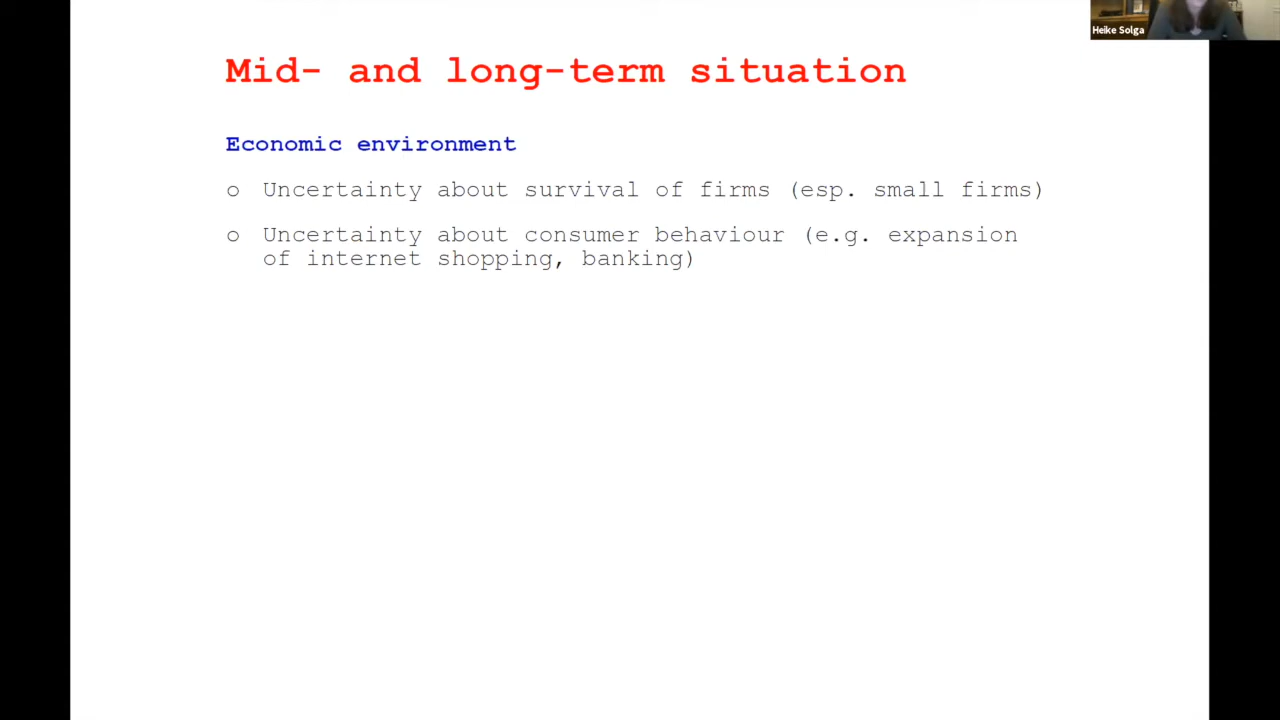 Heike Solga
Mid- and long-term situation
Economic environment
o Uncertainty about survival of firms (esp. small firms)
o Uncertainty about consumer behaviour (e.g. expansion
of internet shopping, banking)